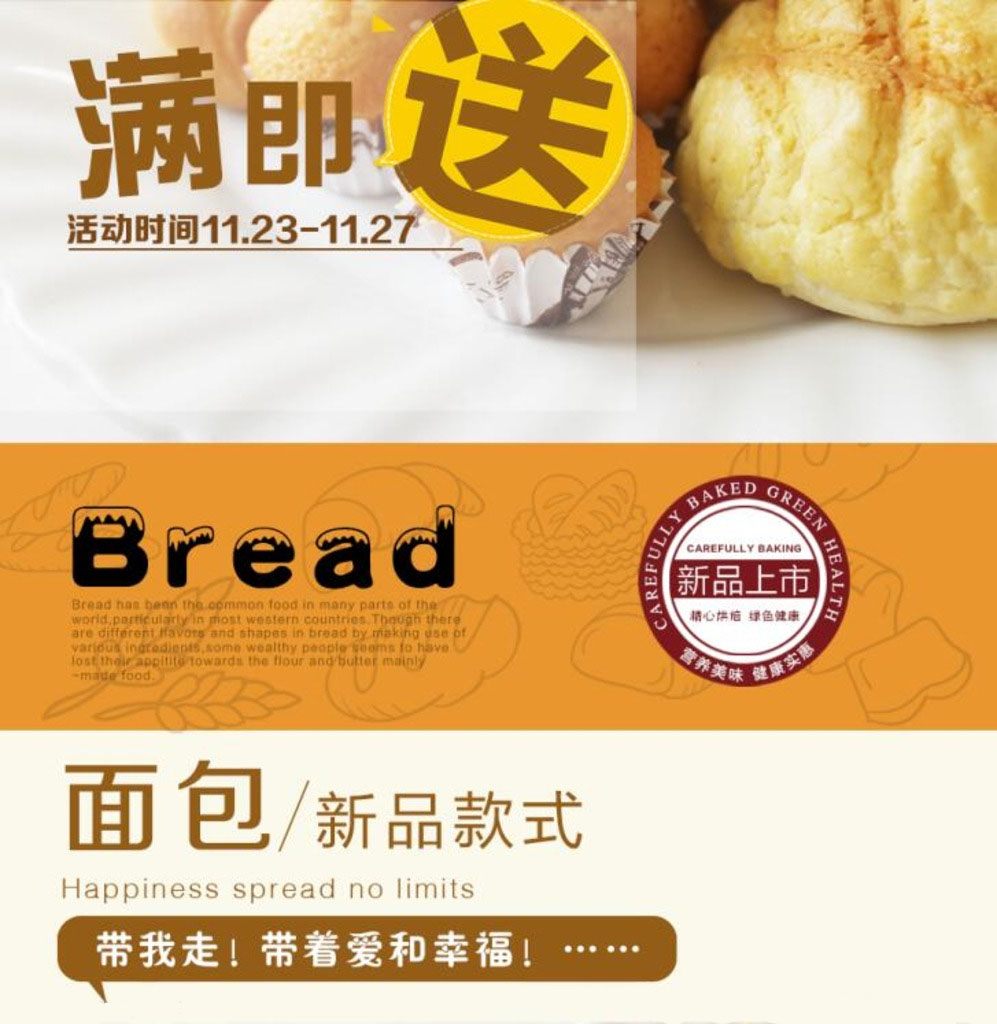 满即送
活动时间11.23-11.27
Bread
Bread has been the common food in many parts of the
world,particularly in most western countries.Though there
are different flavors and shapes in bread by making use of
various ingredients,some wealthy people seems to have
lost their appitite towards the flour and butter mainly
~made food.
CAREFULLY BAKED GREEN HEALTH
CAREFULLY BAKING
新品上市
精心烘焙 绿色健康
营养美味 健康实惠
面包/新品款式
Happiness spread no limits
带我走！带着爱和幸福！……